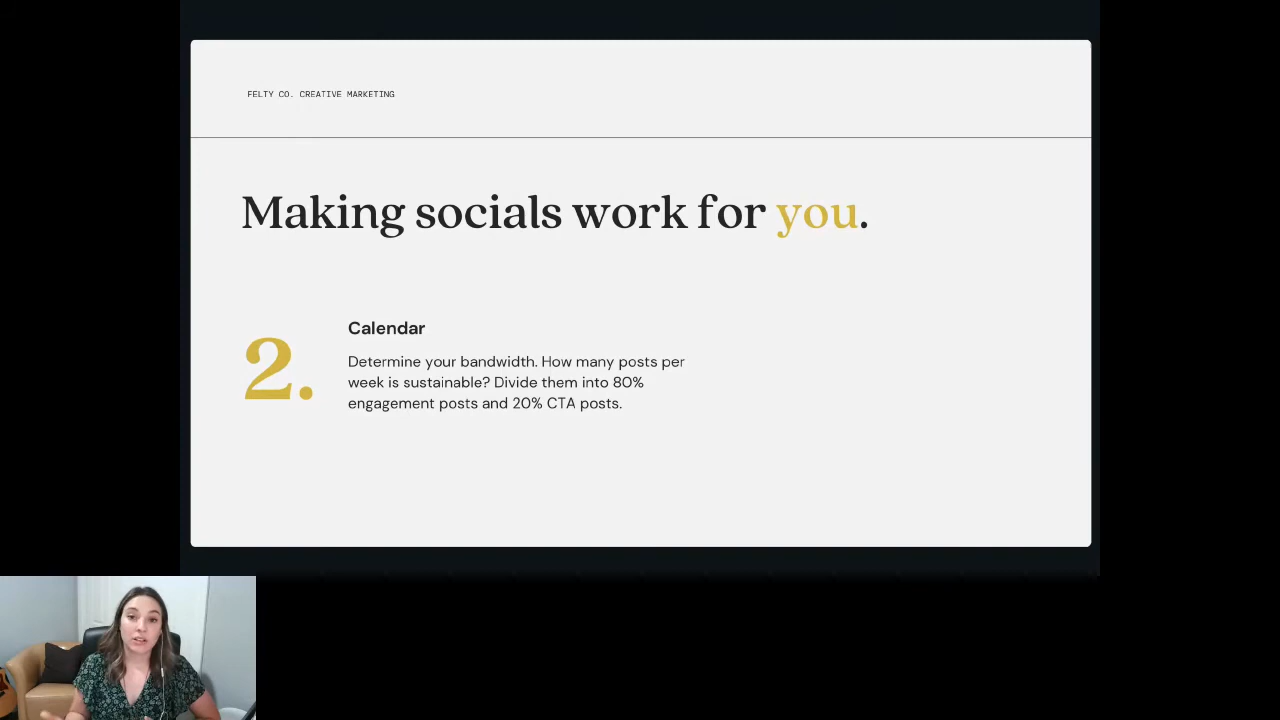 FELTY CO. CREATIVE MARKETING
Making socials work for you.
2.
Calendar
Determine your bandwidth. How many posts per
week is sustainable? Divide them into 80%
engagement posts and 20% CTA posts.